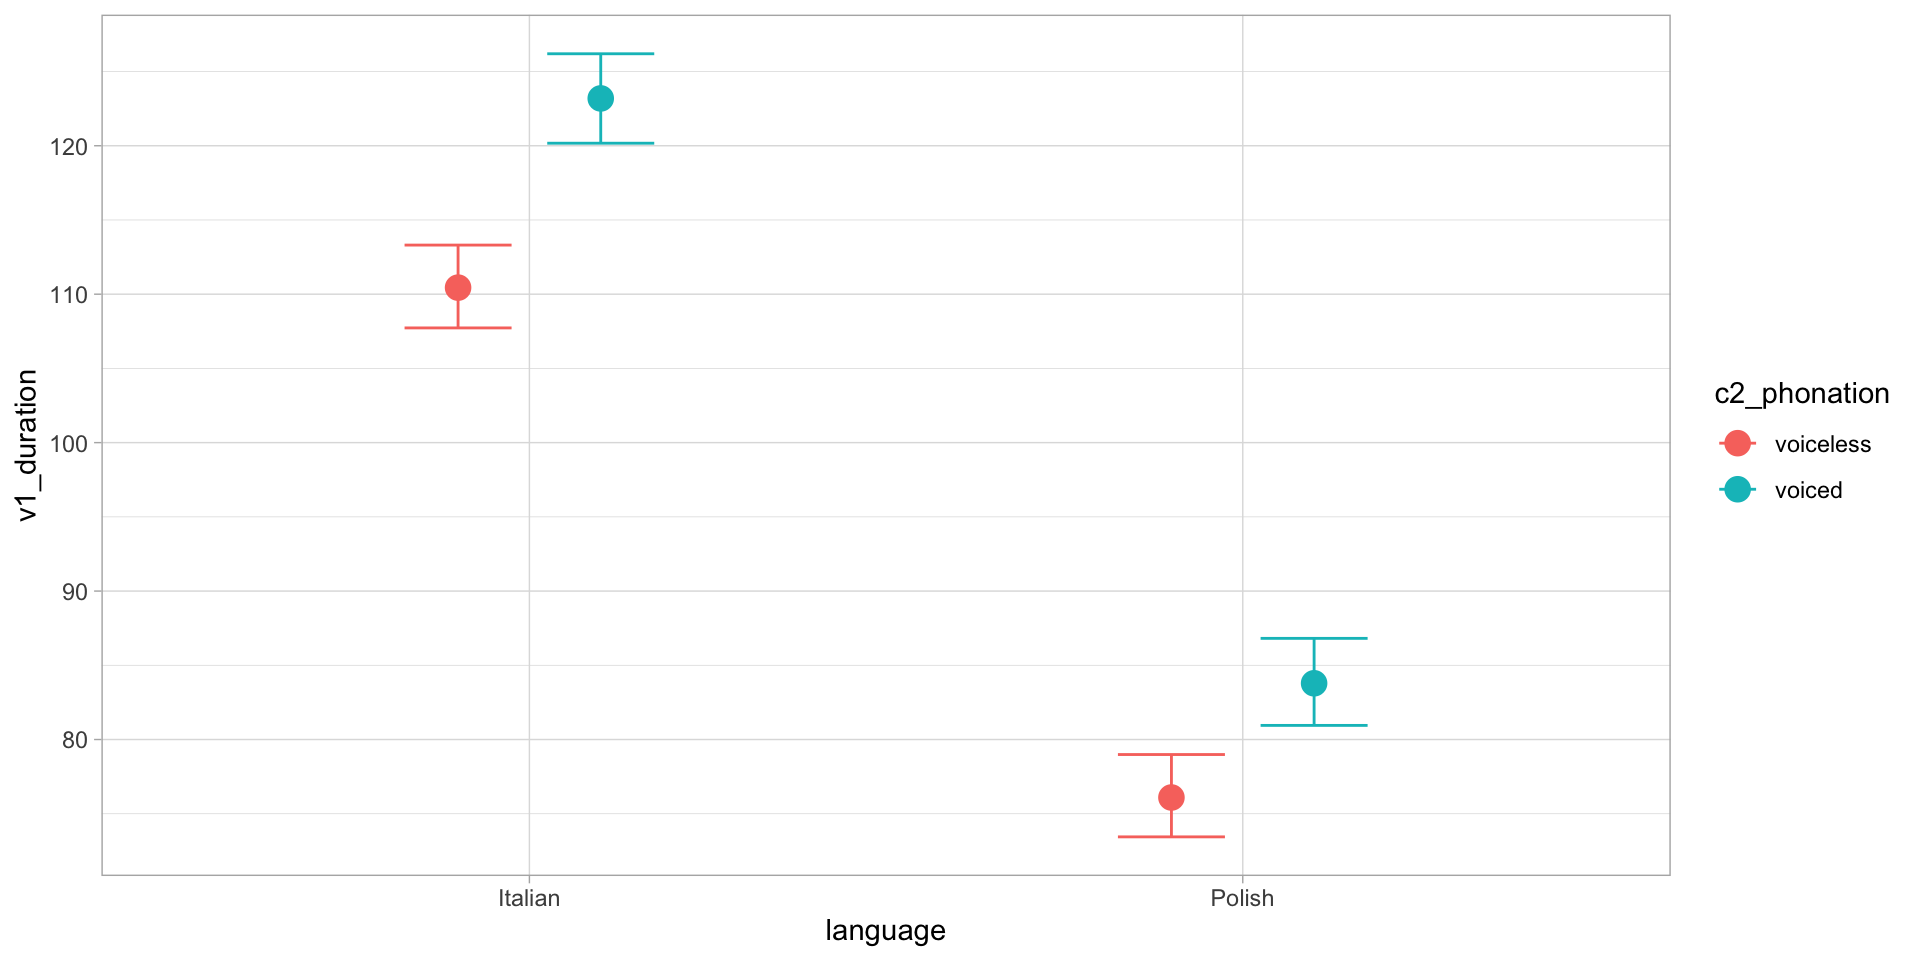 v1_duration
120
110
100
90
80
Italian
Polish
language
c2_phonation
voiceless
voiced